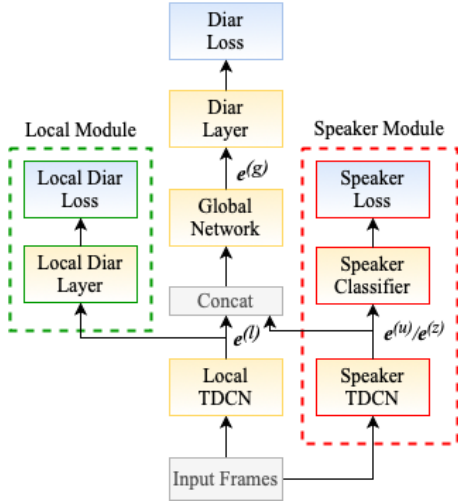 Diar
Loss
Diar
Layer
Local Module
Speaker Module
e(g)
Local Diar
Loss
Global
Network
Speaker
Loss
Local Diar
Layer
Speaker
Classifier
Concat
e(l)
e(u)/e(z)
Local
TDCN
Speaker
TDCN
Input Frames